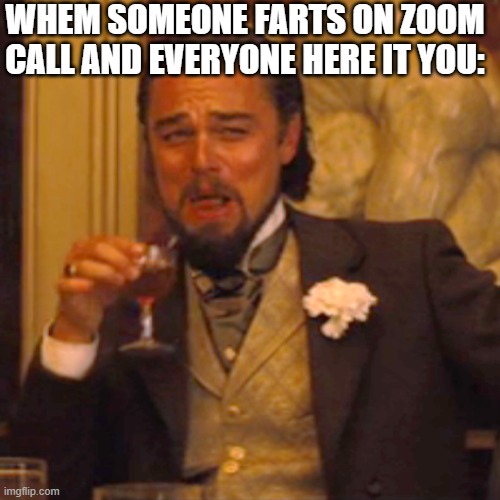 WHEM SOMEONE FARTS ON ZOOM
CALL AND EVERYONE HERE IT YOU:
imgflip.com